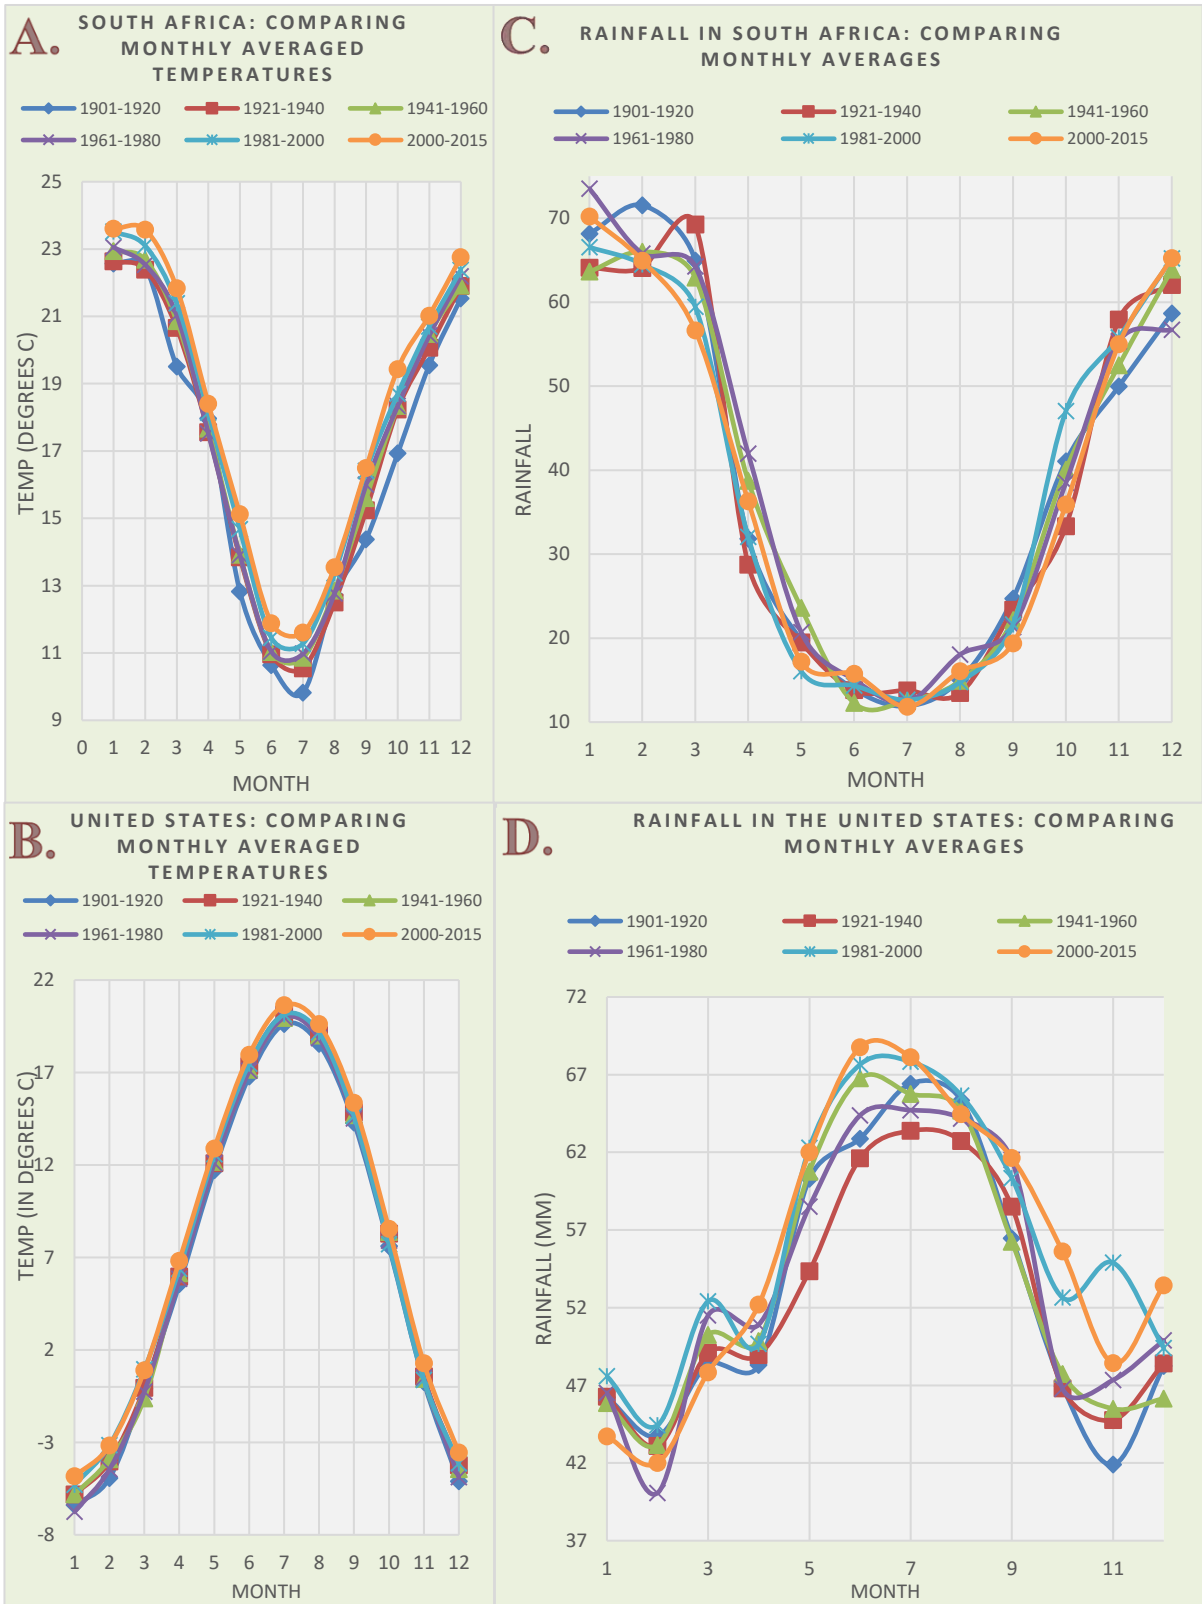 A.
SOUTH AFRICA: COMPARING
MONTHLY AVERAGED
TEMPERATURES
1901-1920 1921-1940 1941-1960
1961-1980 1981-2000 2000-2015
25
23
21
19
17
15
13
11
9
TEMP (DEGREES C)
0 1 2 3 4 5 6 7 8 9 10 11 12
MONTH
C.
RAINFALL IN SOUTH AFRICA: COMPARING
MONTHLY AVERAGES
1901-1920 1921-1940 1941-1960
1961-1980 1981-2000 2000-2015
70
60
50
40
30
20
10
RAINFALL
1 2 3 4 5 6 7 8 9 10 11 12
MONTH
B.
UNITED STATES: COMPARING
MONTHLY AVERAGED
TEMPERATURES
1901-1920 1921-1940 1941-1960
1961-1980 1981-2000 2000-2015
22
17
12
7
2
-3
-8
TEMP (IN DEGREES C)
1 2 3 4 5 6 7 8 9 10 11 12
MONTH
D.
RAINFALL IN THE UNITED STATES: COMPARING
MONTHLY AVERAGES
1901-1920 1921-1940 1941-1960
1961-1980 1981-2000 2000-2015
72
67
62
57
52
47
42
37
RAINFALL (MM)
1 3 5 7 9 11
MONTH